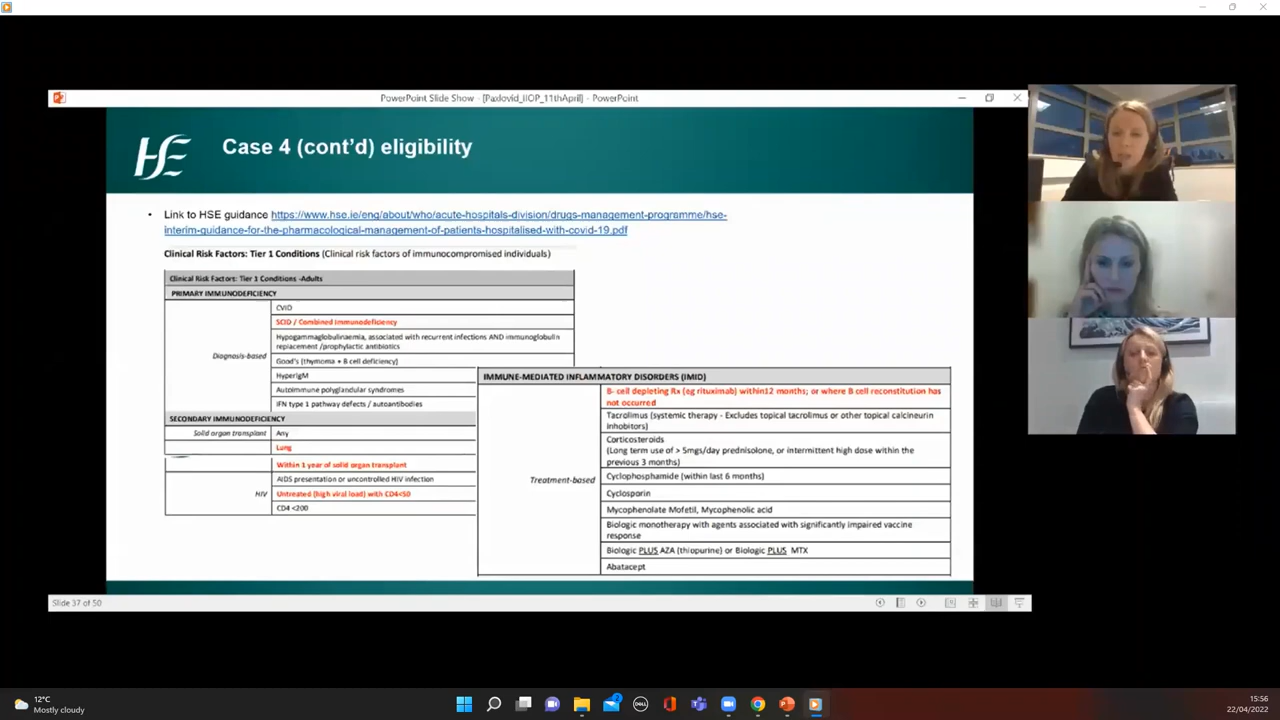 PowerPoint Slide Show - [Paxlovid_IIOP_11thApril] - PowerPoint
HSE
Case 4 (cont'd) eligibility
• Link to HSE guidance https://www.hse.ie/eng/about/who/acute-hospitals-division/drugs-management-programme/hse-
interim-guidance-for-the-pharmacological-management-of-patients-hospitalised-with-covid-19.pdf
Clinical Risk Factors: Tier 1 Conditions (Clinical risk factors of immunocompromised individuals)
Clinical Risk Factors: Tier 1 Conditions -Adults
PRIMARY IMMUNODEFICIENCY
Diagnosis-based
CVID
SCID / Combined Immunodeficiency
Hypogammaglobulinaemia, associated with recurrent infections AND immunoglobulin
replacement /prophylactic antibiotics
Good's (thymoma + B cell deficiency)
HyperIgM
Autoimmune polyglandular syndromes
IFN type 1 pathway defects / autoantibodies
SECONDARY IMMUNODEFICIENCY
Solid organ transplant Any
Lung
Within 1 year of solid organ transplant
AIDS presentation or uncontrolled HIV infection
HIV Untreated (high viral load) with CD4<50
CD4 <200
IMMUNE-MEDIATED INFLAMMATORY DISORDERS (IMID)
Treatment-based
B- cell depleting Rx (eg rituximab) within12 months; or where B cell reconstitution has
not occurred
Tacrolimus (systemic therapy - Excludes topical tacrolimus or other topical calcineurin
inhobitors)
Corticosteroids
(Long term use of > 5mgs/day prednisolone, or intermittent high dose within the
previous 3 months)
Cyclophosphamide (within last 6 months)
Cyclosporin
Mycophenolate Mofetil, Mycophenolic acid
Biologic monotherapy with agents associated with significantly impaired vaccine
response
Biologic PLUS AZA (thiopurine) or Biologic PLUS MTX
Abatacept
Slide 37 of 50
12°C
Mostly cloudy
2
DELL
15:56
22/04/2022